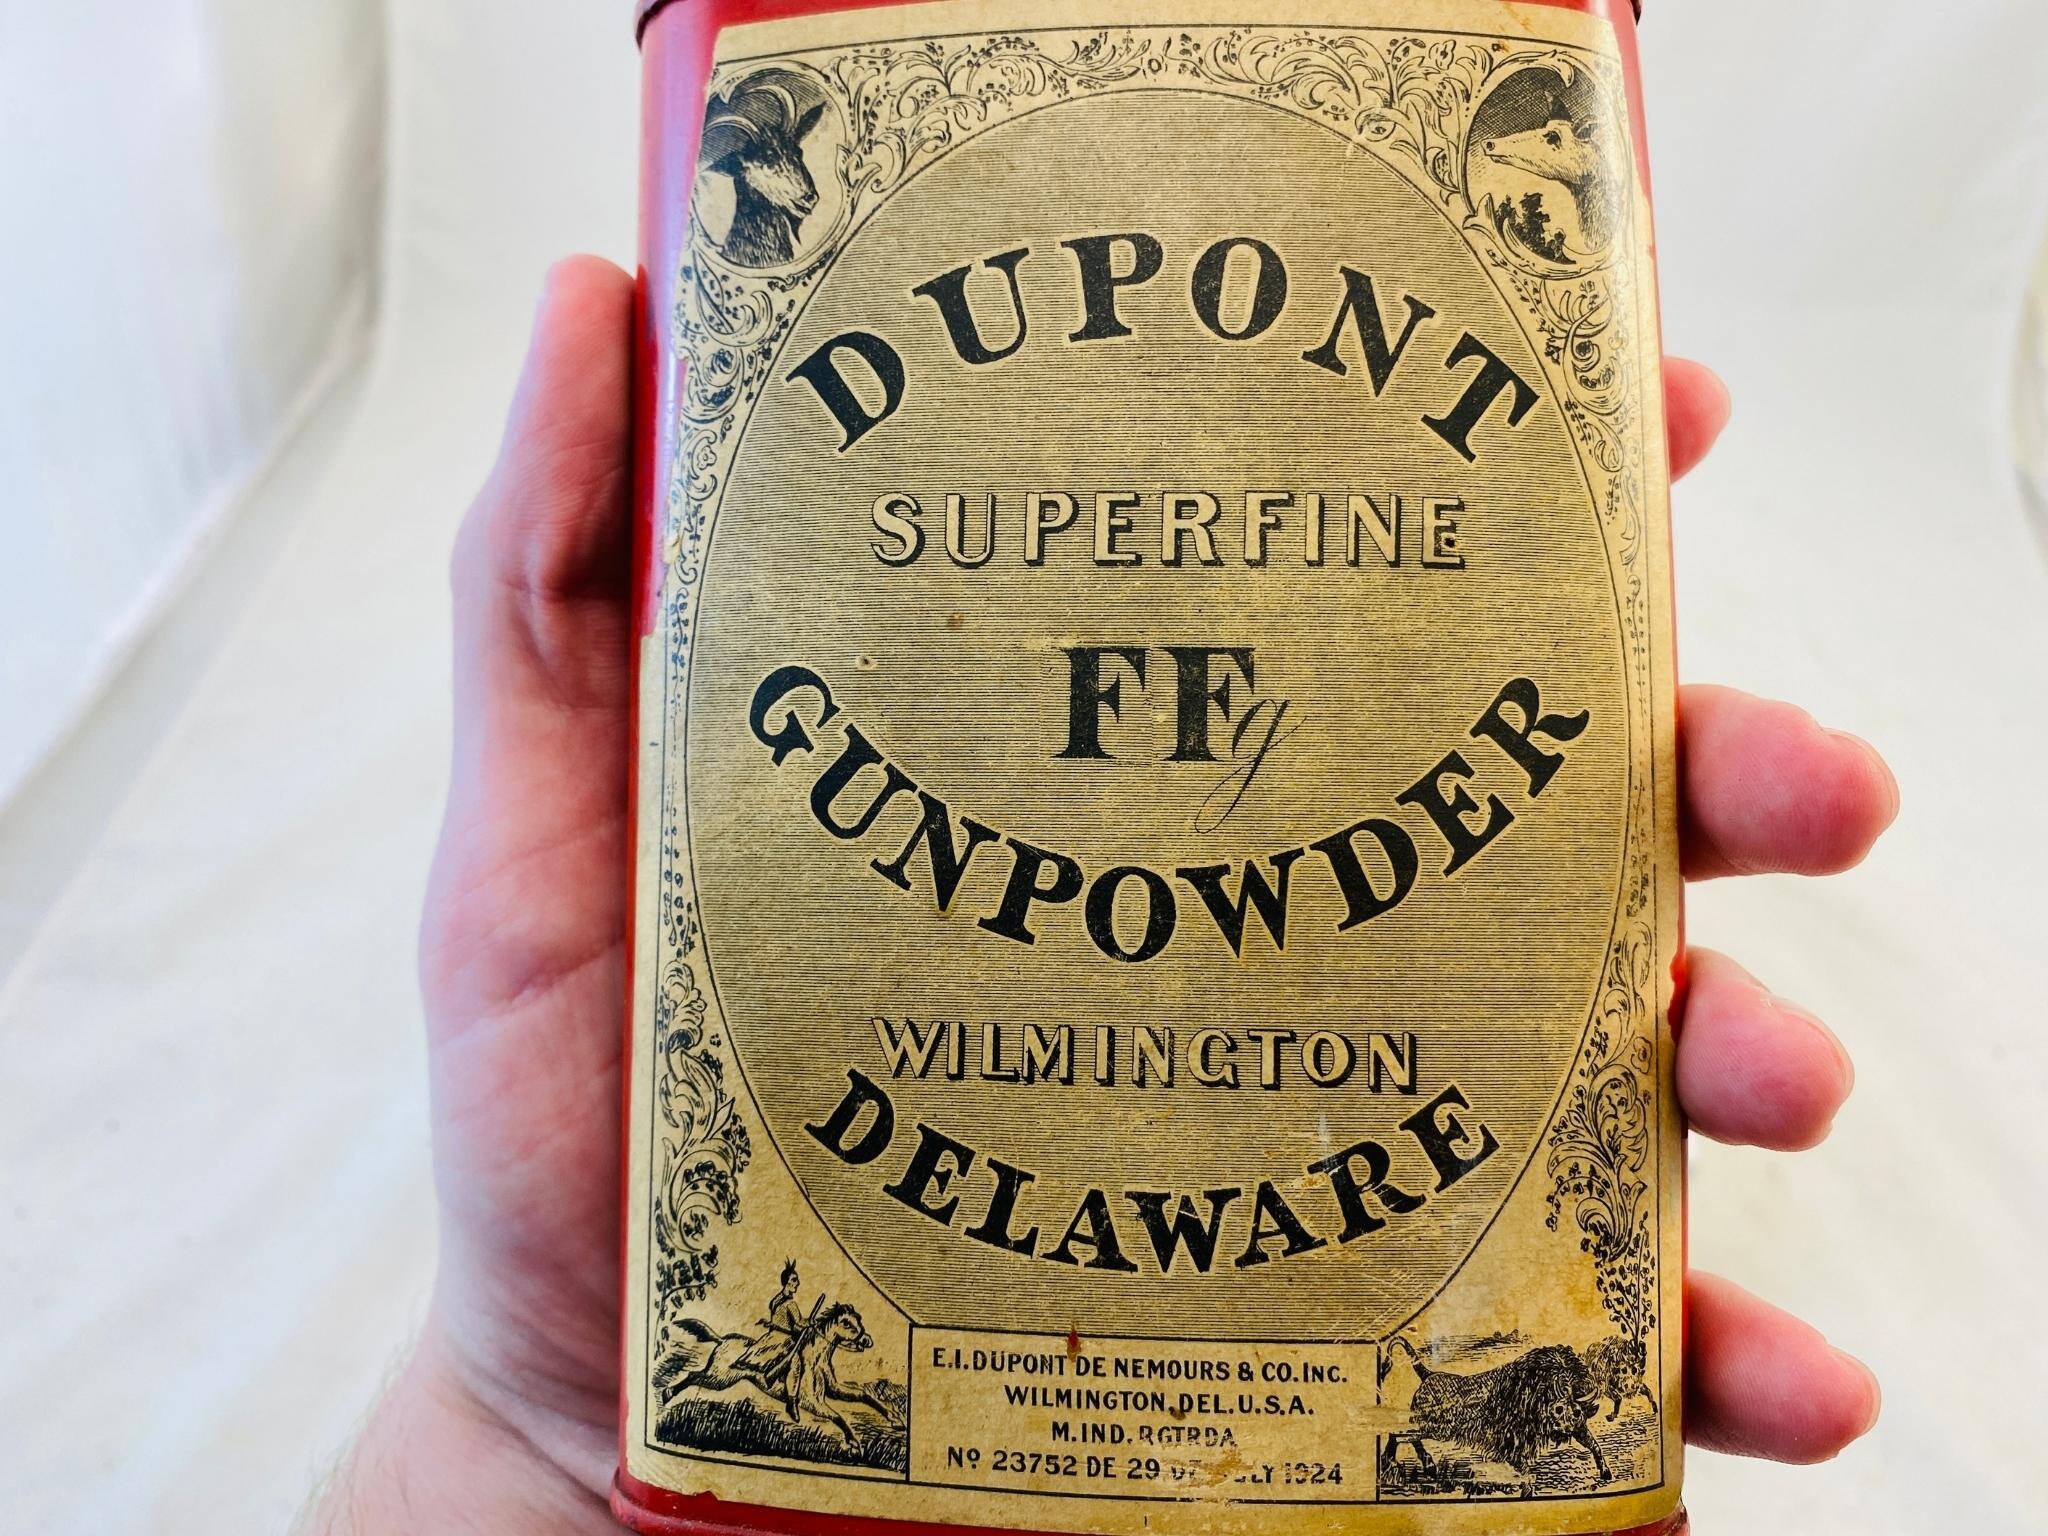 DUPONT
SUPERFINE
FFg
GUNPOWDER
WILMINGTON
DELAWARE
E.I.DUPONT DE NEMOURS & CO.INC.
WILMINGTON, DEL.U.S.A.
M.IND. RGTRDA
Nº 23752 DE 29 1924